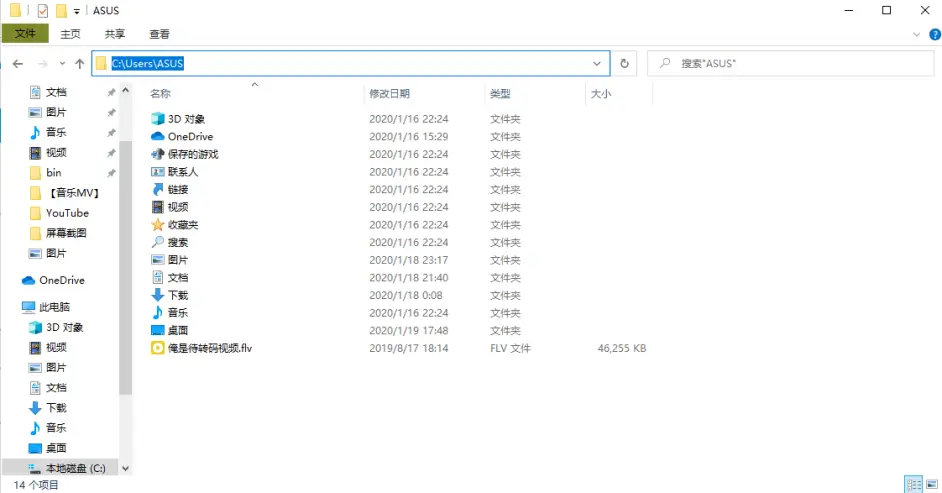 ASUS
文件 主页 共享 查看
C:\Users\ASUS 搜索"ASUS"
名称 修改日期 类型 大小
文档
图片
音乐
视频
bin
【音乐MV】
YouTube
屏幕截图
图片
OneDrive
此电脑
3D 对象
视频
图片
文档
下载
音乐
桌面
本地磁盘 (C:)
3D 对象 2020/1/16 22:24 文件夹
OneDrive 2020/1/16 15:29 文件夹
保存的游戏 2020/1/16 22:24 文件夹
联系人 2020/1/16 22:24 文件夹
链接 2020/1/16 22:24 文件夹
视频 2020/1/16 22:24 文件夹
收藏夹 2020/1/16 22:24 文件夹
搜索 2020/1/16 22:24 文件夹
图片 2020/1/18 23:17 文件夹
文档 2020/1/18 21:40 文件夹
下载 2020/1/18 0:08 文件夹
音乐 2020/1/16 22:24 文件夹
桌面 2020/1/19 17:48 文件夹
俺是待转码视频.flv 2019/8/17 18:14 FLV 文件 46,255 KB
14 个项目